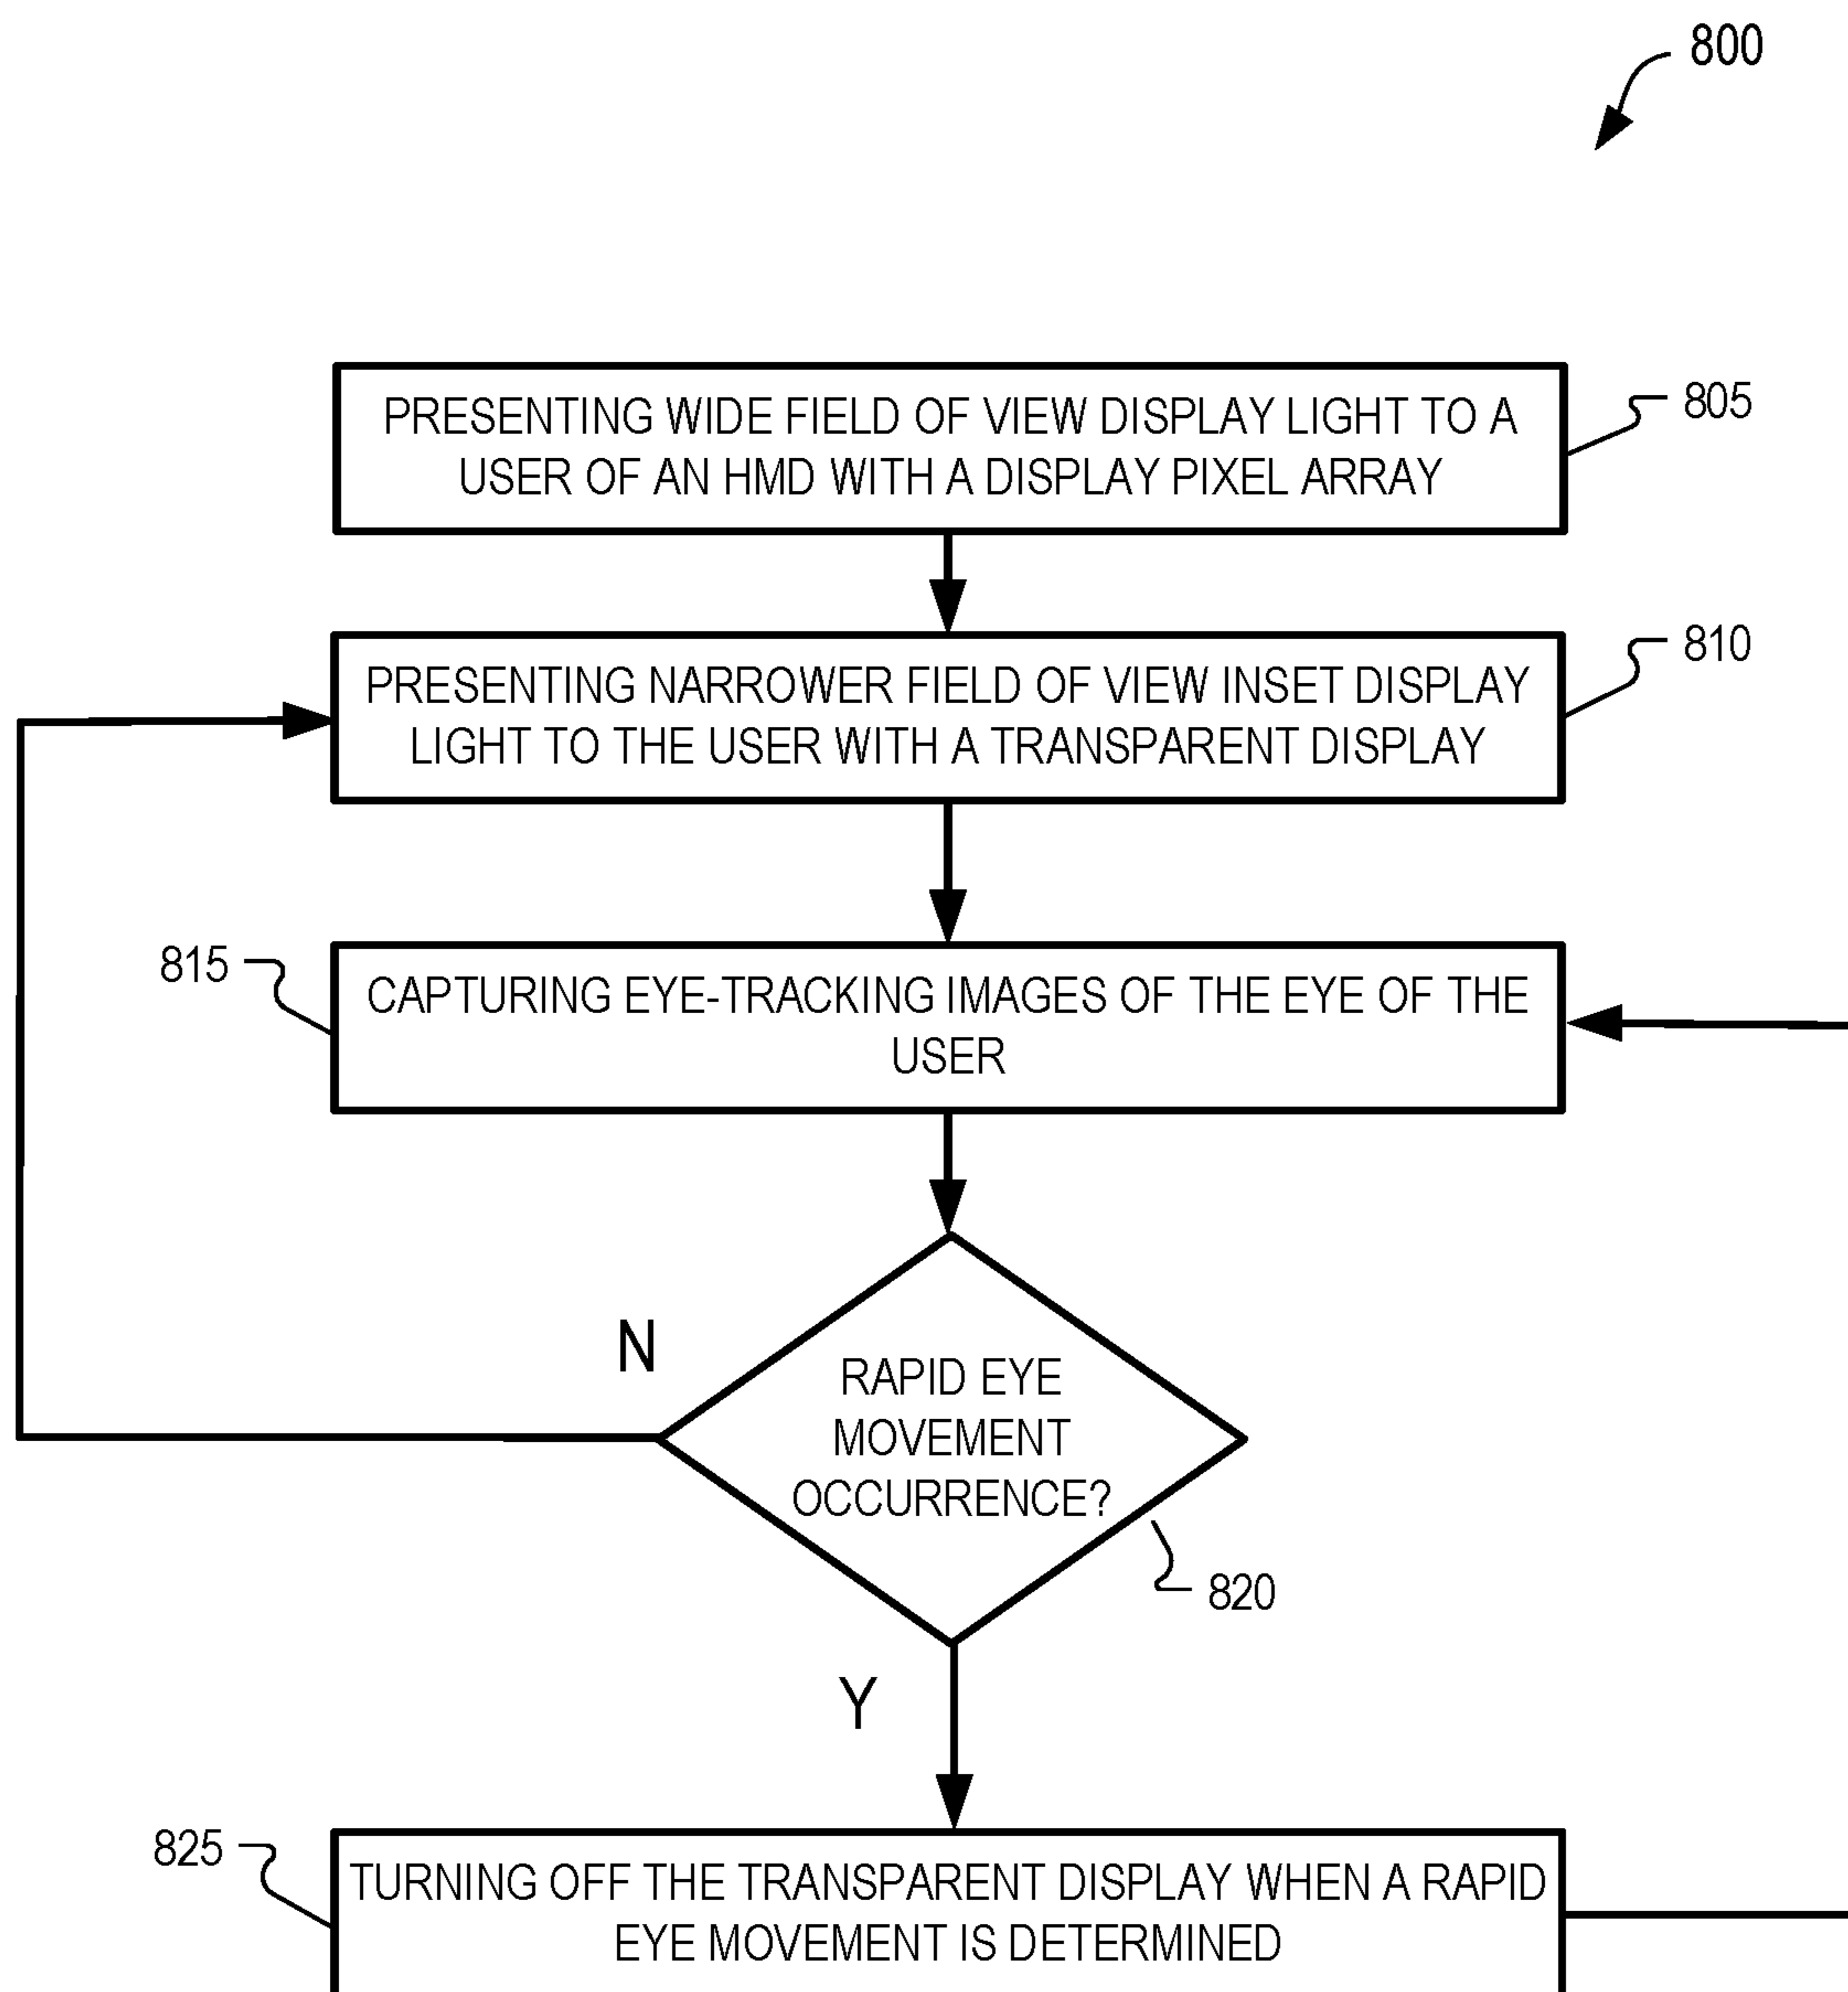 800
PRESENTING WIDE FIELD OF VIEW DISPLAY LIGHT TO A
USER OF AN HMD WITH A DISPLAY PIXEL ARRAY
805
PRESENTING NARROWER FIELD OF VIEW INSET DISPLAY
LIGHT TO THE USER WITH A TRANSPARENT DISPLAY
810
815
CAPTURING EYE-TRACKING IMAGES OF THE EYE OF THE
USER
N
RAPID EYE
MOVEMENT
OCCURRENCE?
820
Y
825
TURNING OFF THE TRANSPARENT DISPLAY WHEN A RAPID
EYE MOVEMENT IS DETERMINED